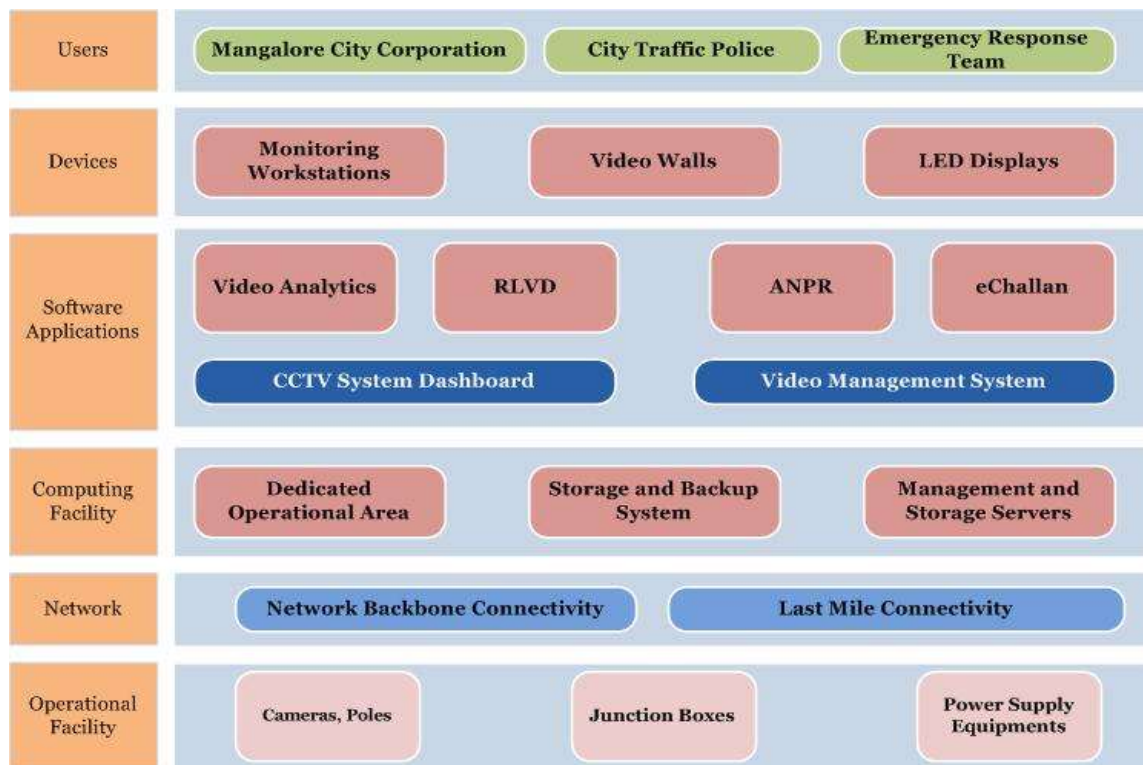 Users
Mangalore City Corporation
City Traffic Police
Emergency Response
Team
Devices
Monitoring
Workstations
Video Walls
LED Displays
Software
Applications
Video Analytics
RLVD
ANPR
eChallan
CCTV System Dashboard
Video Management System
Computing
Facility
Dedicated
Operational Area
Storage and Backup
System
Management and
Storage Servers
Network
Network Backbone Connectivity
Last Mile Connectivity
Operational
Facility
Cameras, Poles
Junction Boxes
Power Supply
Equipments